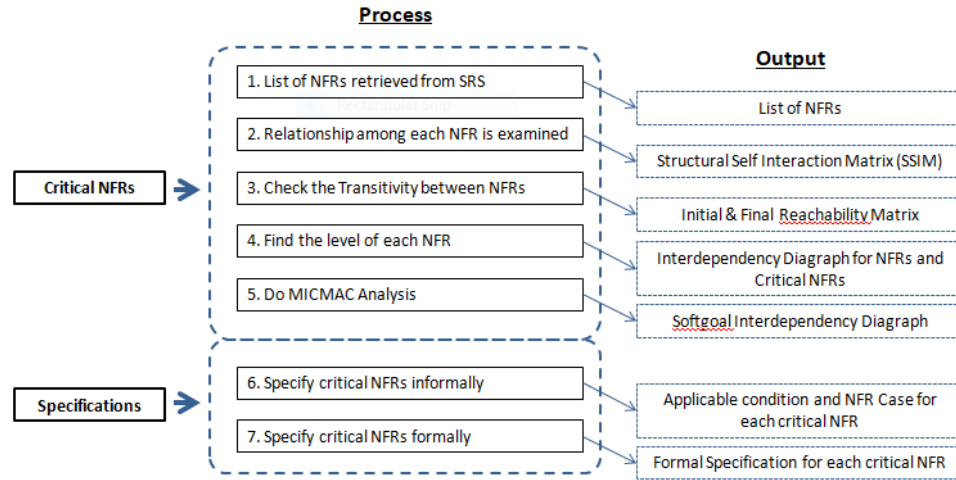 Process
Output
1. List of NFRs retrieved from SRS
Rectangular Snip
List of NFRs
2. Relationship among each NFR is examined
Structural Self Interaction Matrix (SSIM)
Critical NFRs
3. Check the Transitivity between NFRs
Initial & Final Reachability Matrix
4. Find the level of each NFR
Interdependency Diagraph for NFRs and
Critical NFRs
5. Do MICMAC Analysis
Softgoal Interdependency Diagraph
6. Specify critical NFRs informally
Specifications
Applicable condition and NFR Case for
each critical NFR
7. Specify critical NFRs formally
Formal Specification for each critical NFR